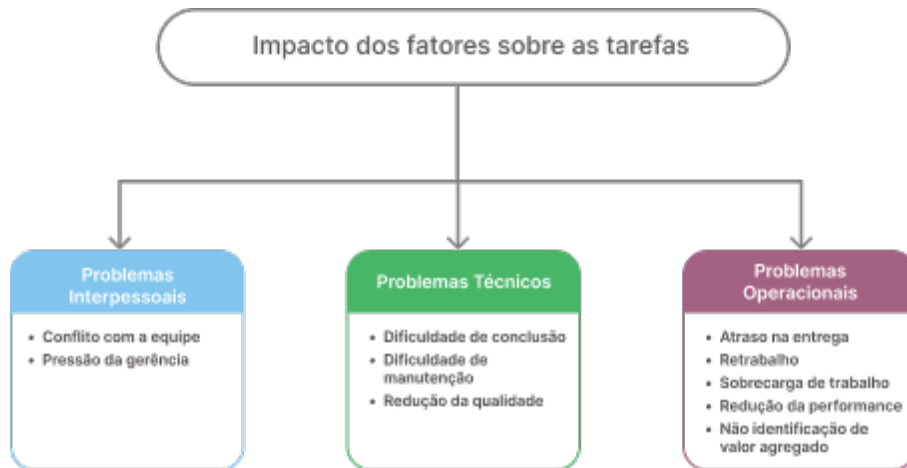 Impacto dos fatores sobre as tarefas
Problemas
Interpessoais
• Conflito com a equipe
• Pressão da gerência
Problemas Técnicos
• Dificuldade de conclusão
• Dificuldade de
manutenção
• Redução da qualidade
Problemas
Operacionais
• Atraso na entrega
• Retrabalho
• Sobrecarga de trabalho
• Redução da performance
• Não identificação de
valor agregado